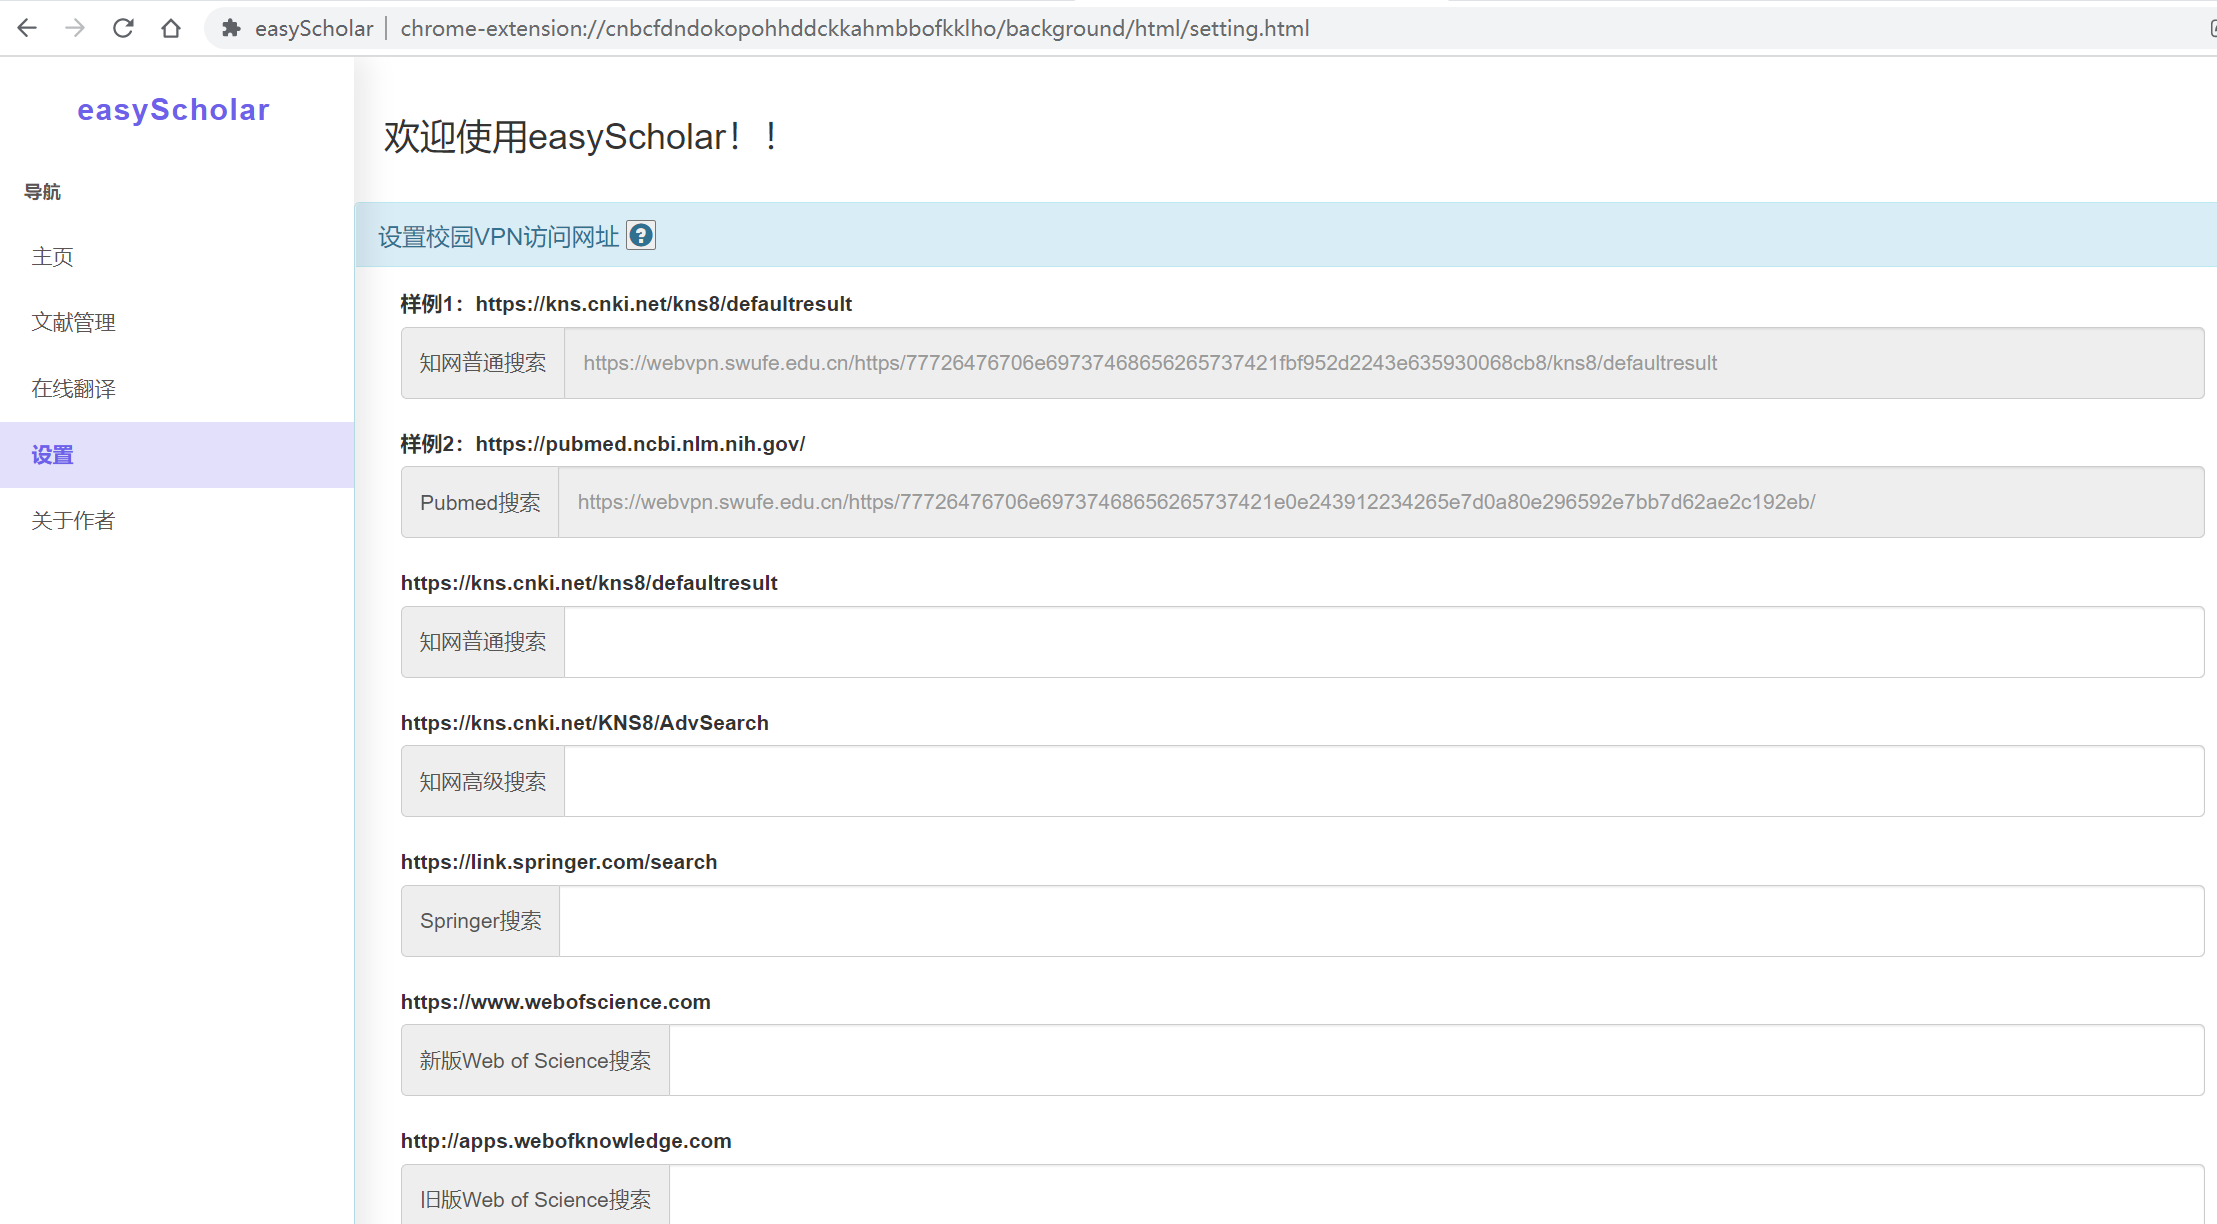 easyScholar | chrome-extension://cnbcfdndokopohhddckkahmbbofkklho/background/html/setting.html
easyScholar
导航
主页
文献管理
在线翻译
设置
关于作者
欢迎使用easyScholar！！
设置校园VPN访问网址
样例1：https://kns.cnki.net/kns8/defaultresult
知网普通搜索 https://webvpn.swufe.edu.cn/https/77726476706e69737468656265737421fbf952d2243e635930068cb8/kns8/defaultresult
样例2：https://pubmed.ncbi.nlm.nih.gov/
Pubmed搜索 https://webvpn.swufe.edu.cn/https/77726476706e69737468656265737421e0e243912234265e7d0a80e296592e7bb7d62ae2c192eb/
https://kns.cnki.net/kns8/defaultresult
知网普通搜索
https://kns.cnki.net/KNS8/AdvSearch
知网高级搜索
https://link.springer.com/search
Springer搜索
https://www.webofscience.com
新版Web of Science搜索
http://apps.webofknowledge.com
旧版Web of Science搜索